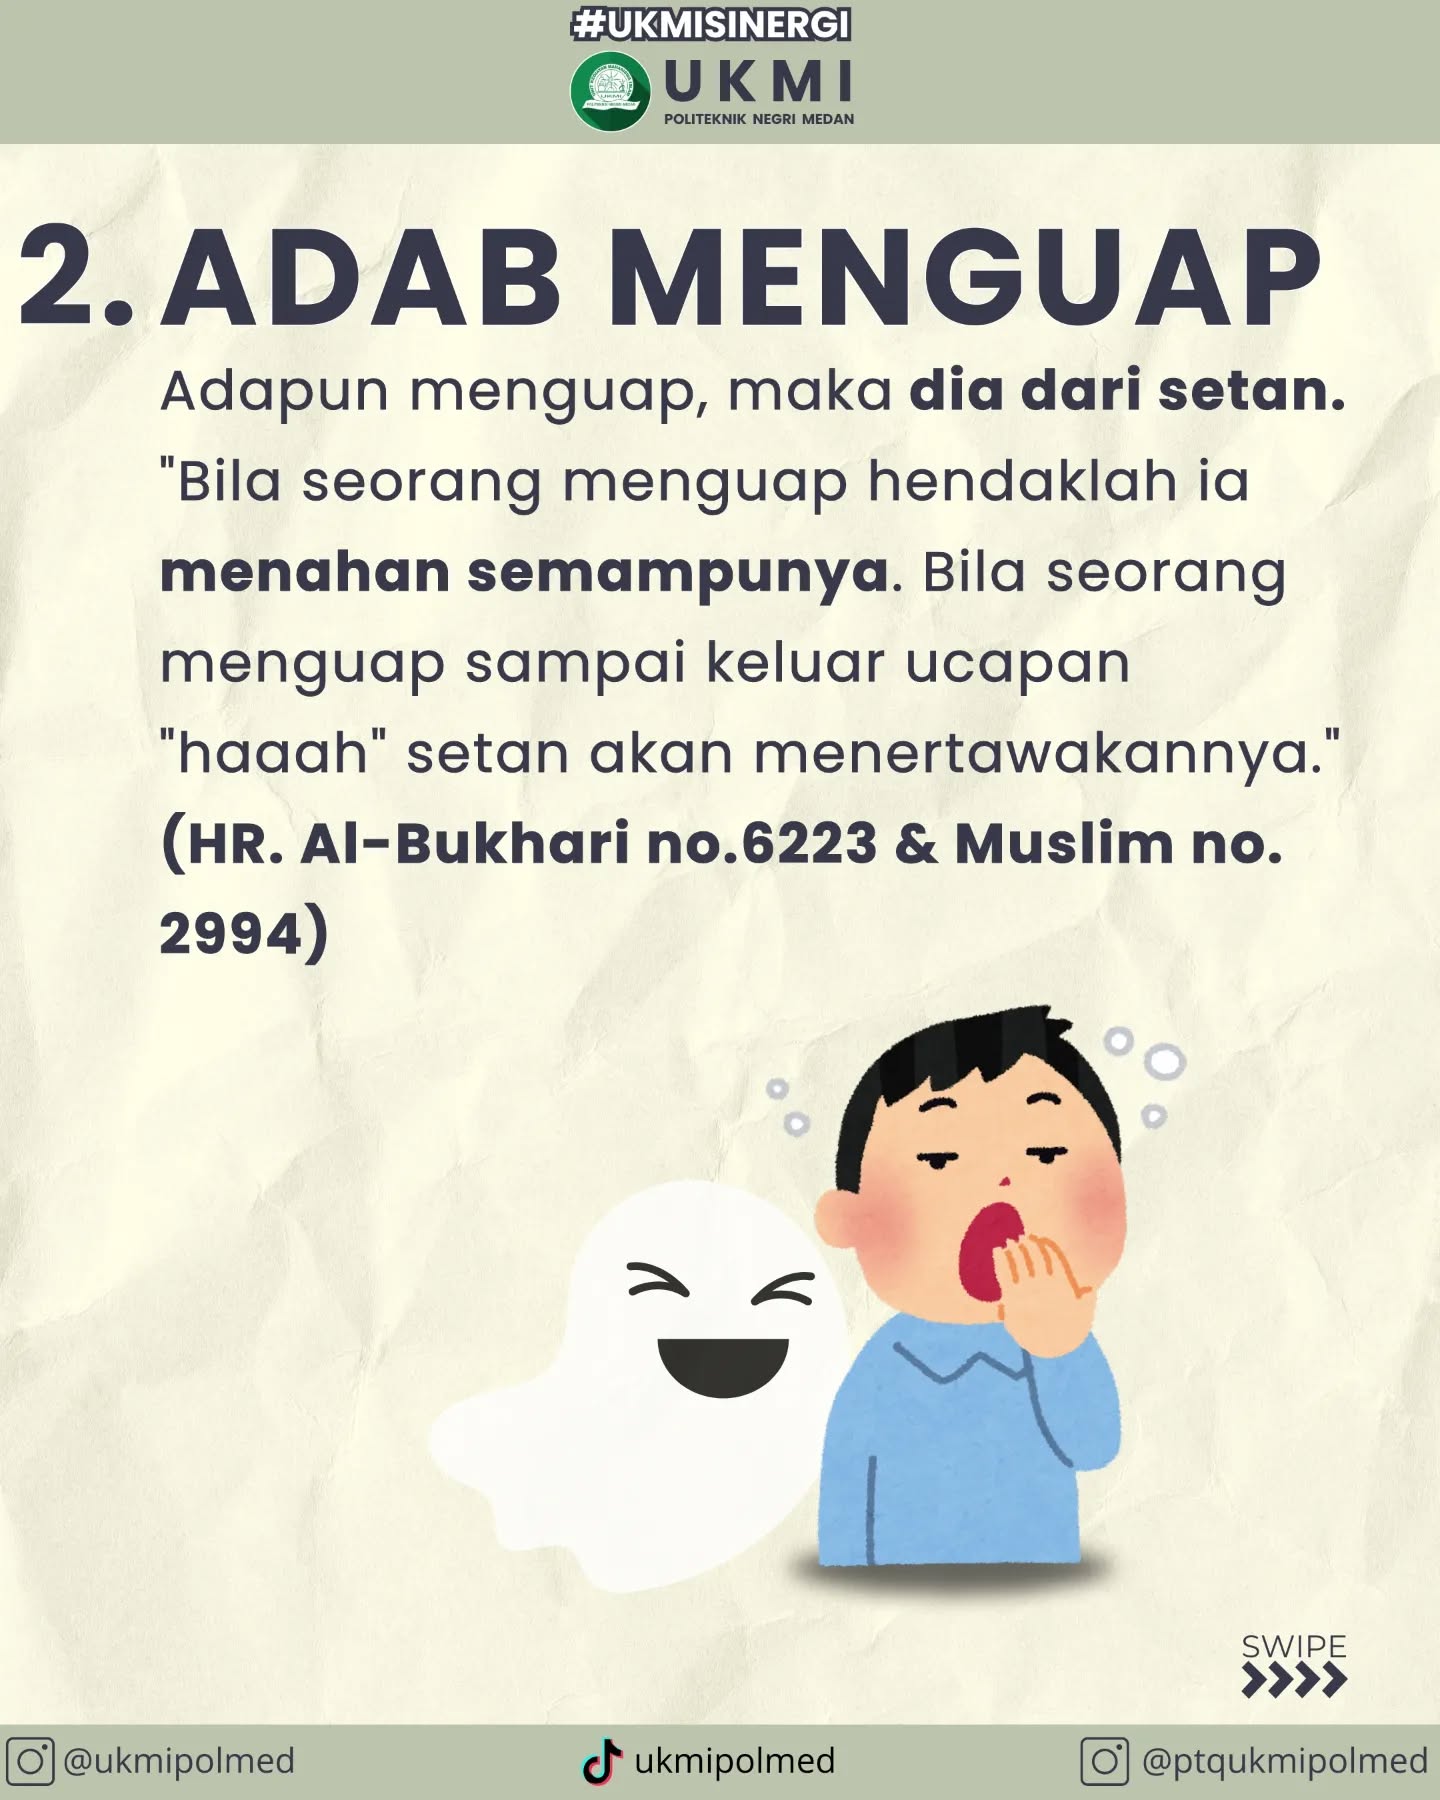 #UKMISINERGI
UKMI
POLITEKNIK NEGRI MEDAN
2. ADAB MENGUAP
Adapun menguap, maka dia dari setan.
"Bila seorang menguap hendaklah ia
menahan semampunya. Bila seorang
menguap sampai keluar ucapan
"haaah" setan akan menertawakannya."
(HR. Al-Bukhari no.6223 & Muslim no.
2994)
SWIPE
@ukmipolmed
ukmipolmed
@ptqukmipolmed